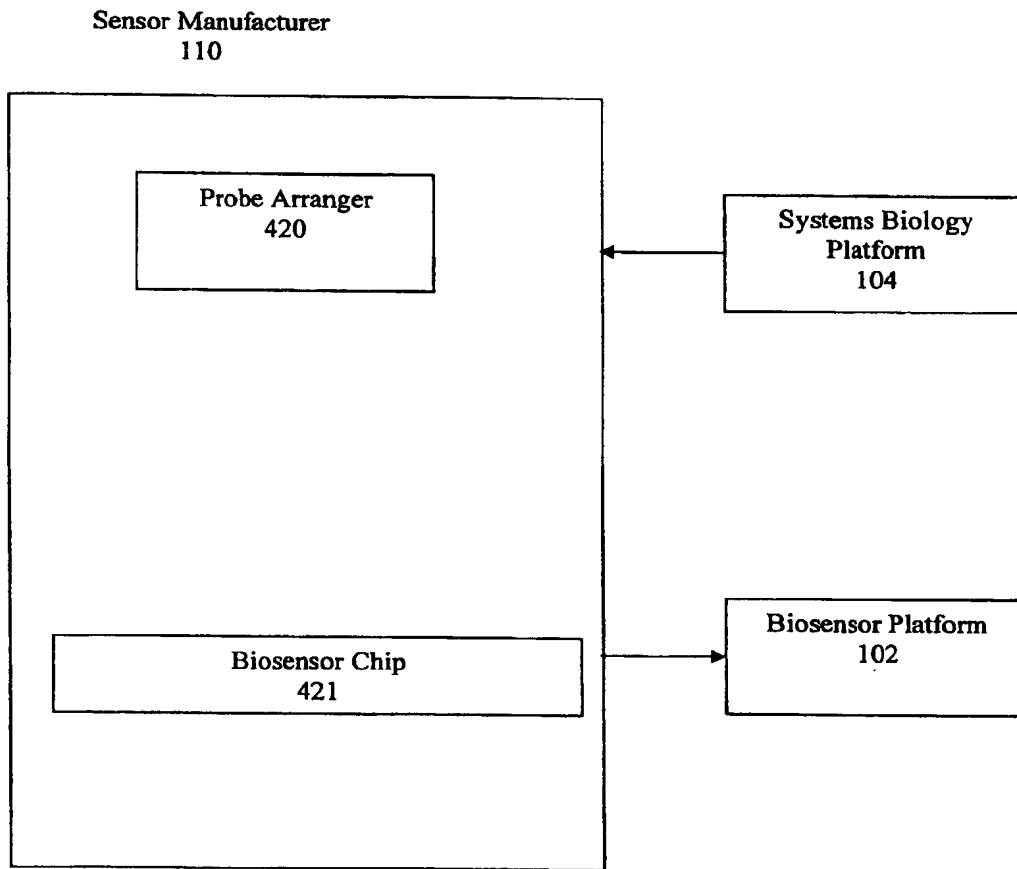 Sensor Manufacturer
110
Probe Arranger
420
Systems Biology
Platform
104
Biosensor Platform
102
Biosensor Chip
421